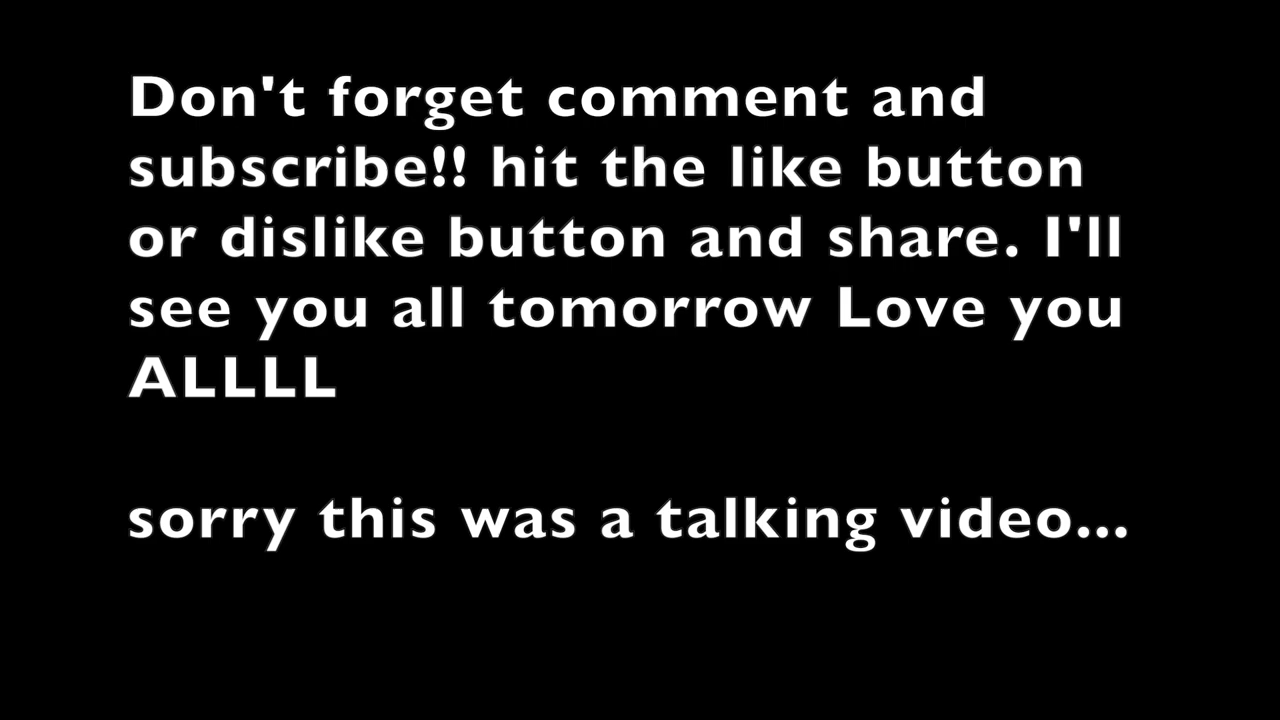 Don't forget comment and
subscribe!! hit the like button
or dislike button and share. I'll
see you all tomorrow Love you
ALLLL
sorry this was a talking video...